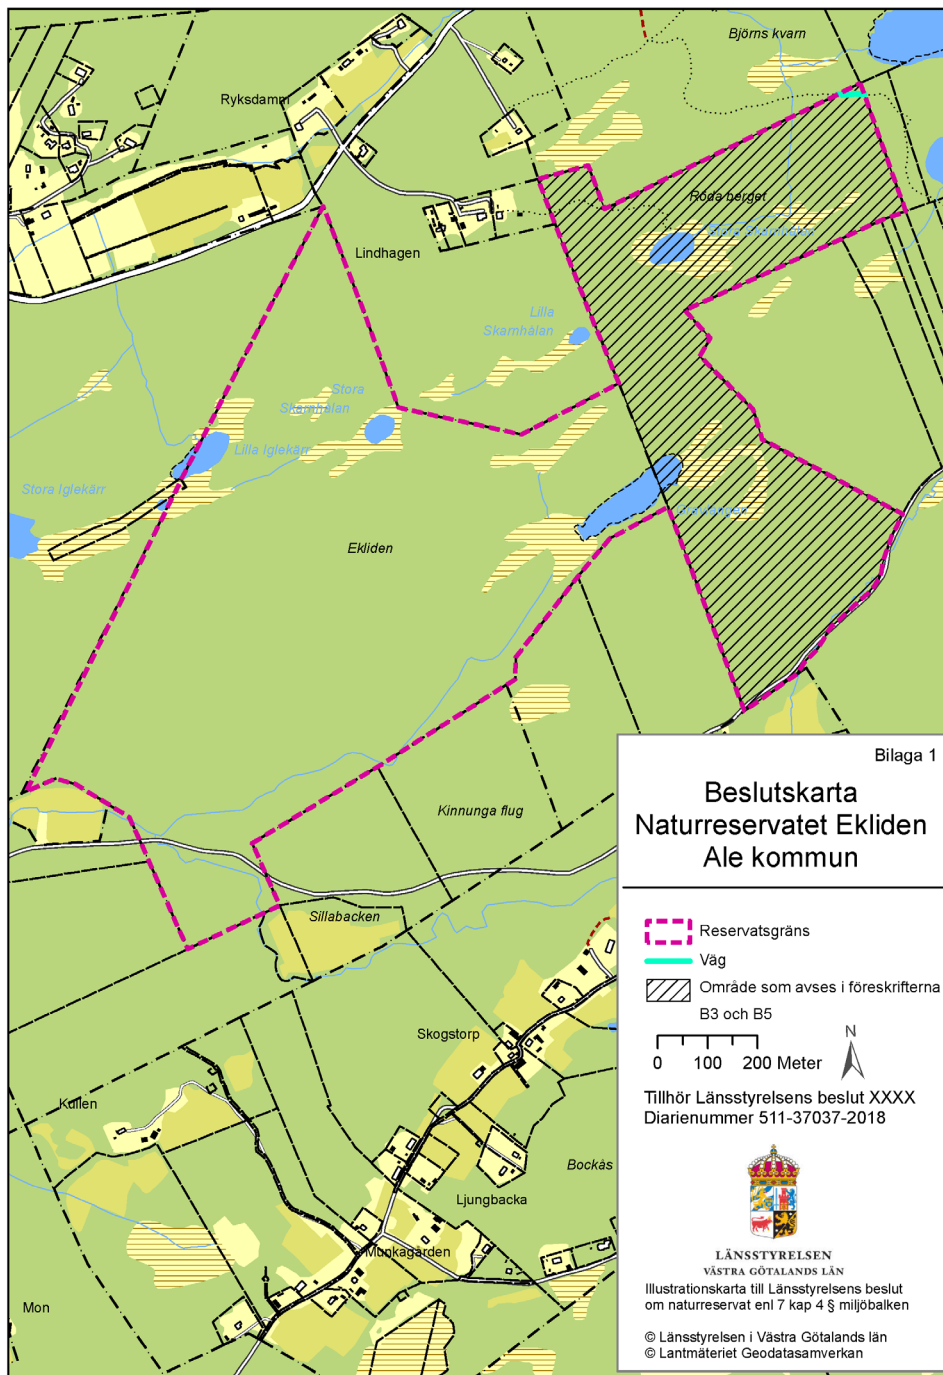 Björns kvarn
Ryksdamm
Röda berget
Stora Skarnhålan
Lindhagen
Lilla
Skarnhålan
Stora
Skarnhålan
Lilla Iglekärr
Stora Iglekärr
Ekliden
Kinnunga flug
Sillabacken
Skogstorp
Kullen
Bockås
Ljungbacka
Munkagården
Mon
Bilaga 1
Beslutskarta
Naturreservatet Ekliden
Ale kommun
Reservatsgräns
Väg
Område som avses i föreskrifterna
B3 och B5
N
0 100 200 Meter
Tillhör Länsstyrelsens beslut XXXX
Diarienummer 511-37037-2018
LÄNSSTYRELSEN
VÄSTRA GÖTALANDS LÄN
Illustrationskarta till Länsstyrelsens beslut
om naturreservat enl 7 kap 4 § miljöbalken
© Länsstyrelsen i Västra Götalands län
© Lantmäteriet Geodatasamverkan